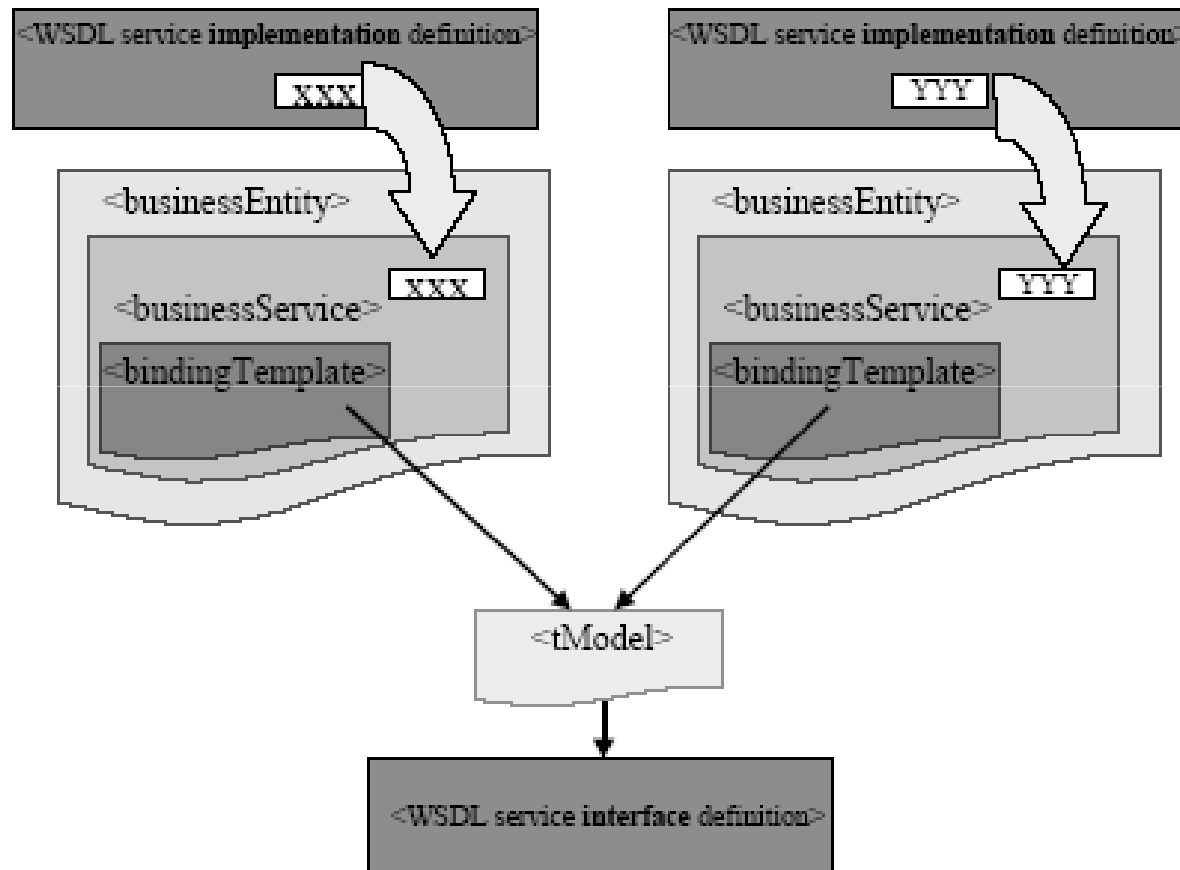 <WSDL service implementation definition>
XXX
<businessEntity>
XXX
<businessService>
<bindingTemplate>
<WSDL service implementation definition>
YYY
<businessEntity>
YYY
<businessService>
<bindingTemplate>
<tModel>
<WSDL service interface definition>